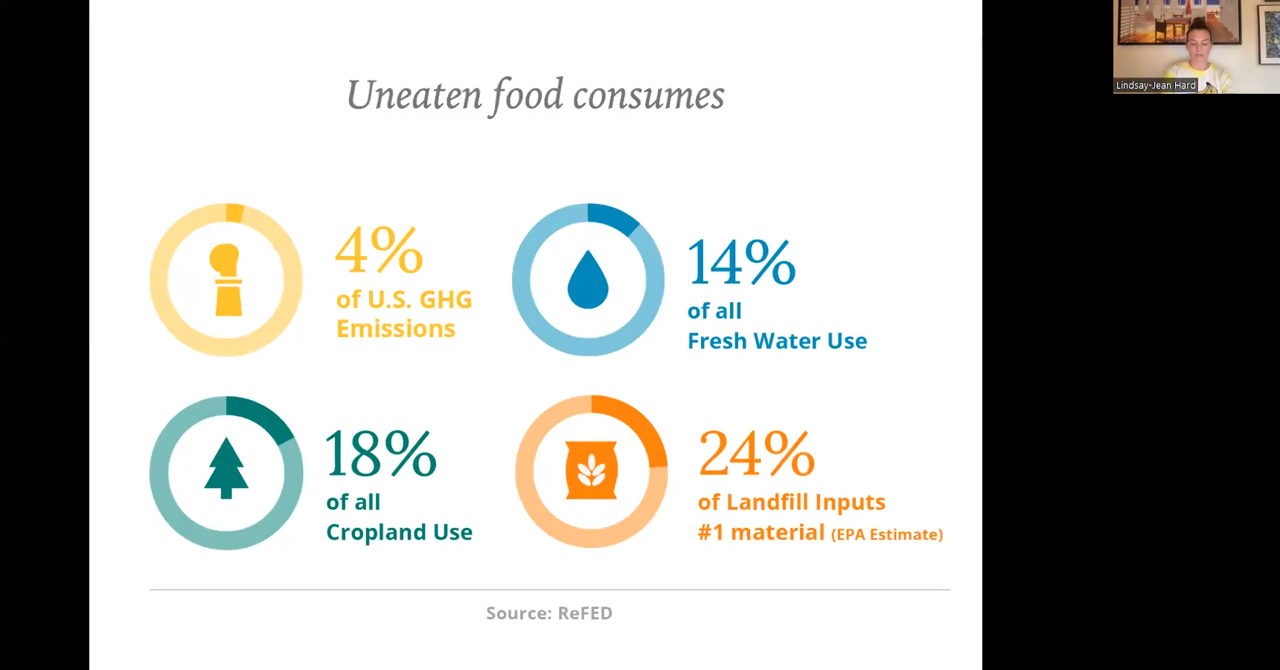 Uneaten food consumes
4%
of U.S. GHG
Emissions
14%
of all
Fresh Water Use
18%
of all
Cropland Use
24%
of Landfill Inputs
#1 material (EPA Estimate)
Source: ReFED
Lindsay-Jean Hard